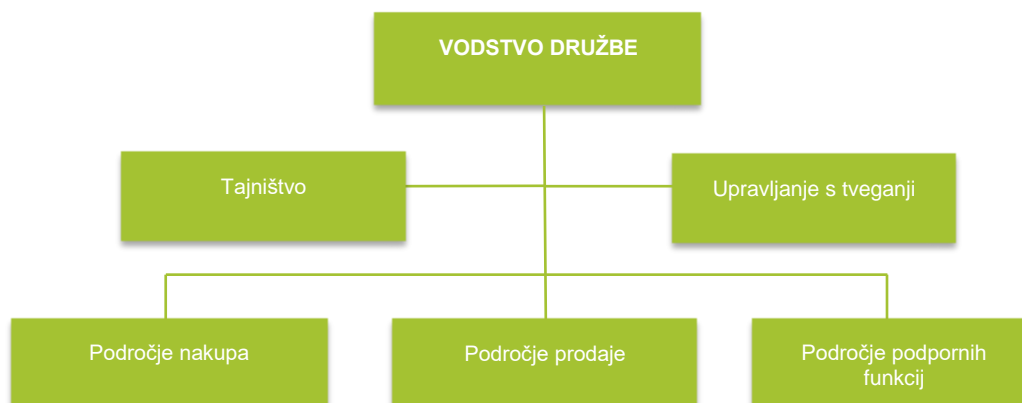 VODSTVO DRUŽBE
Tajništvo
Upravljanje s tveganji
Področje nakupa
Področje prodaje
Področje podpornih
funkcij